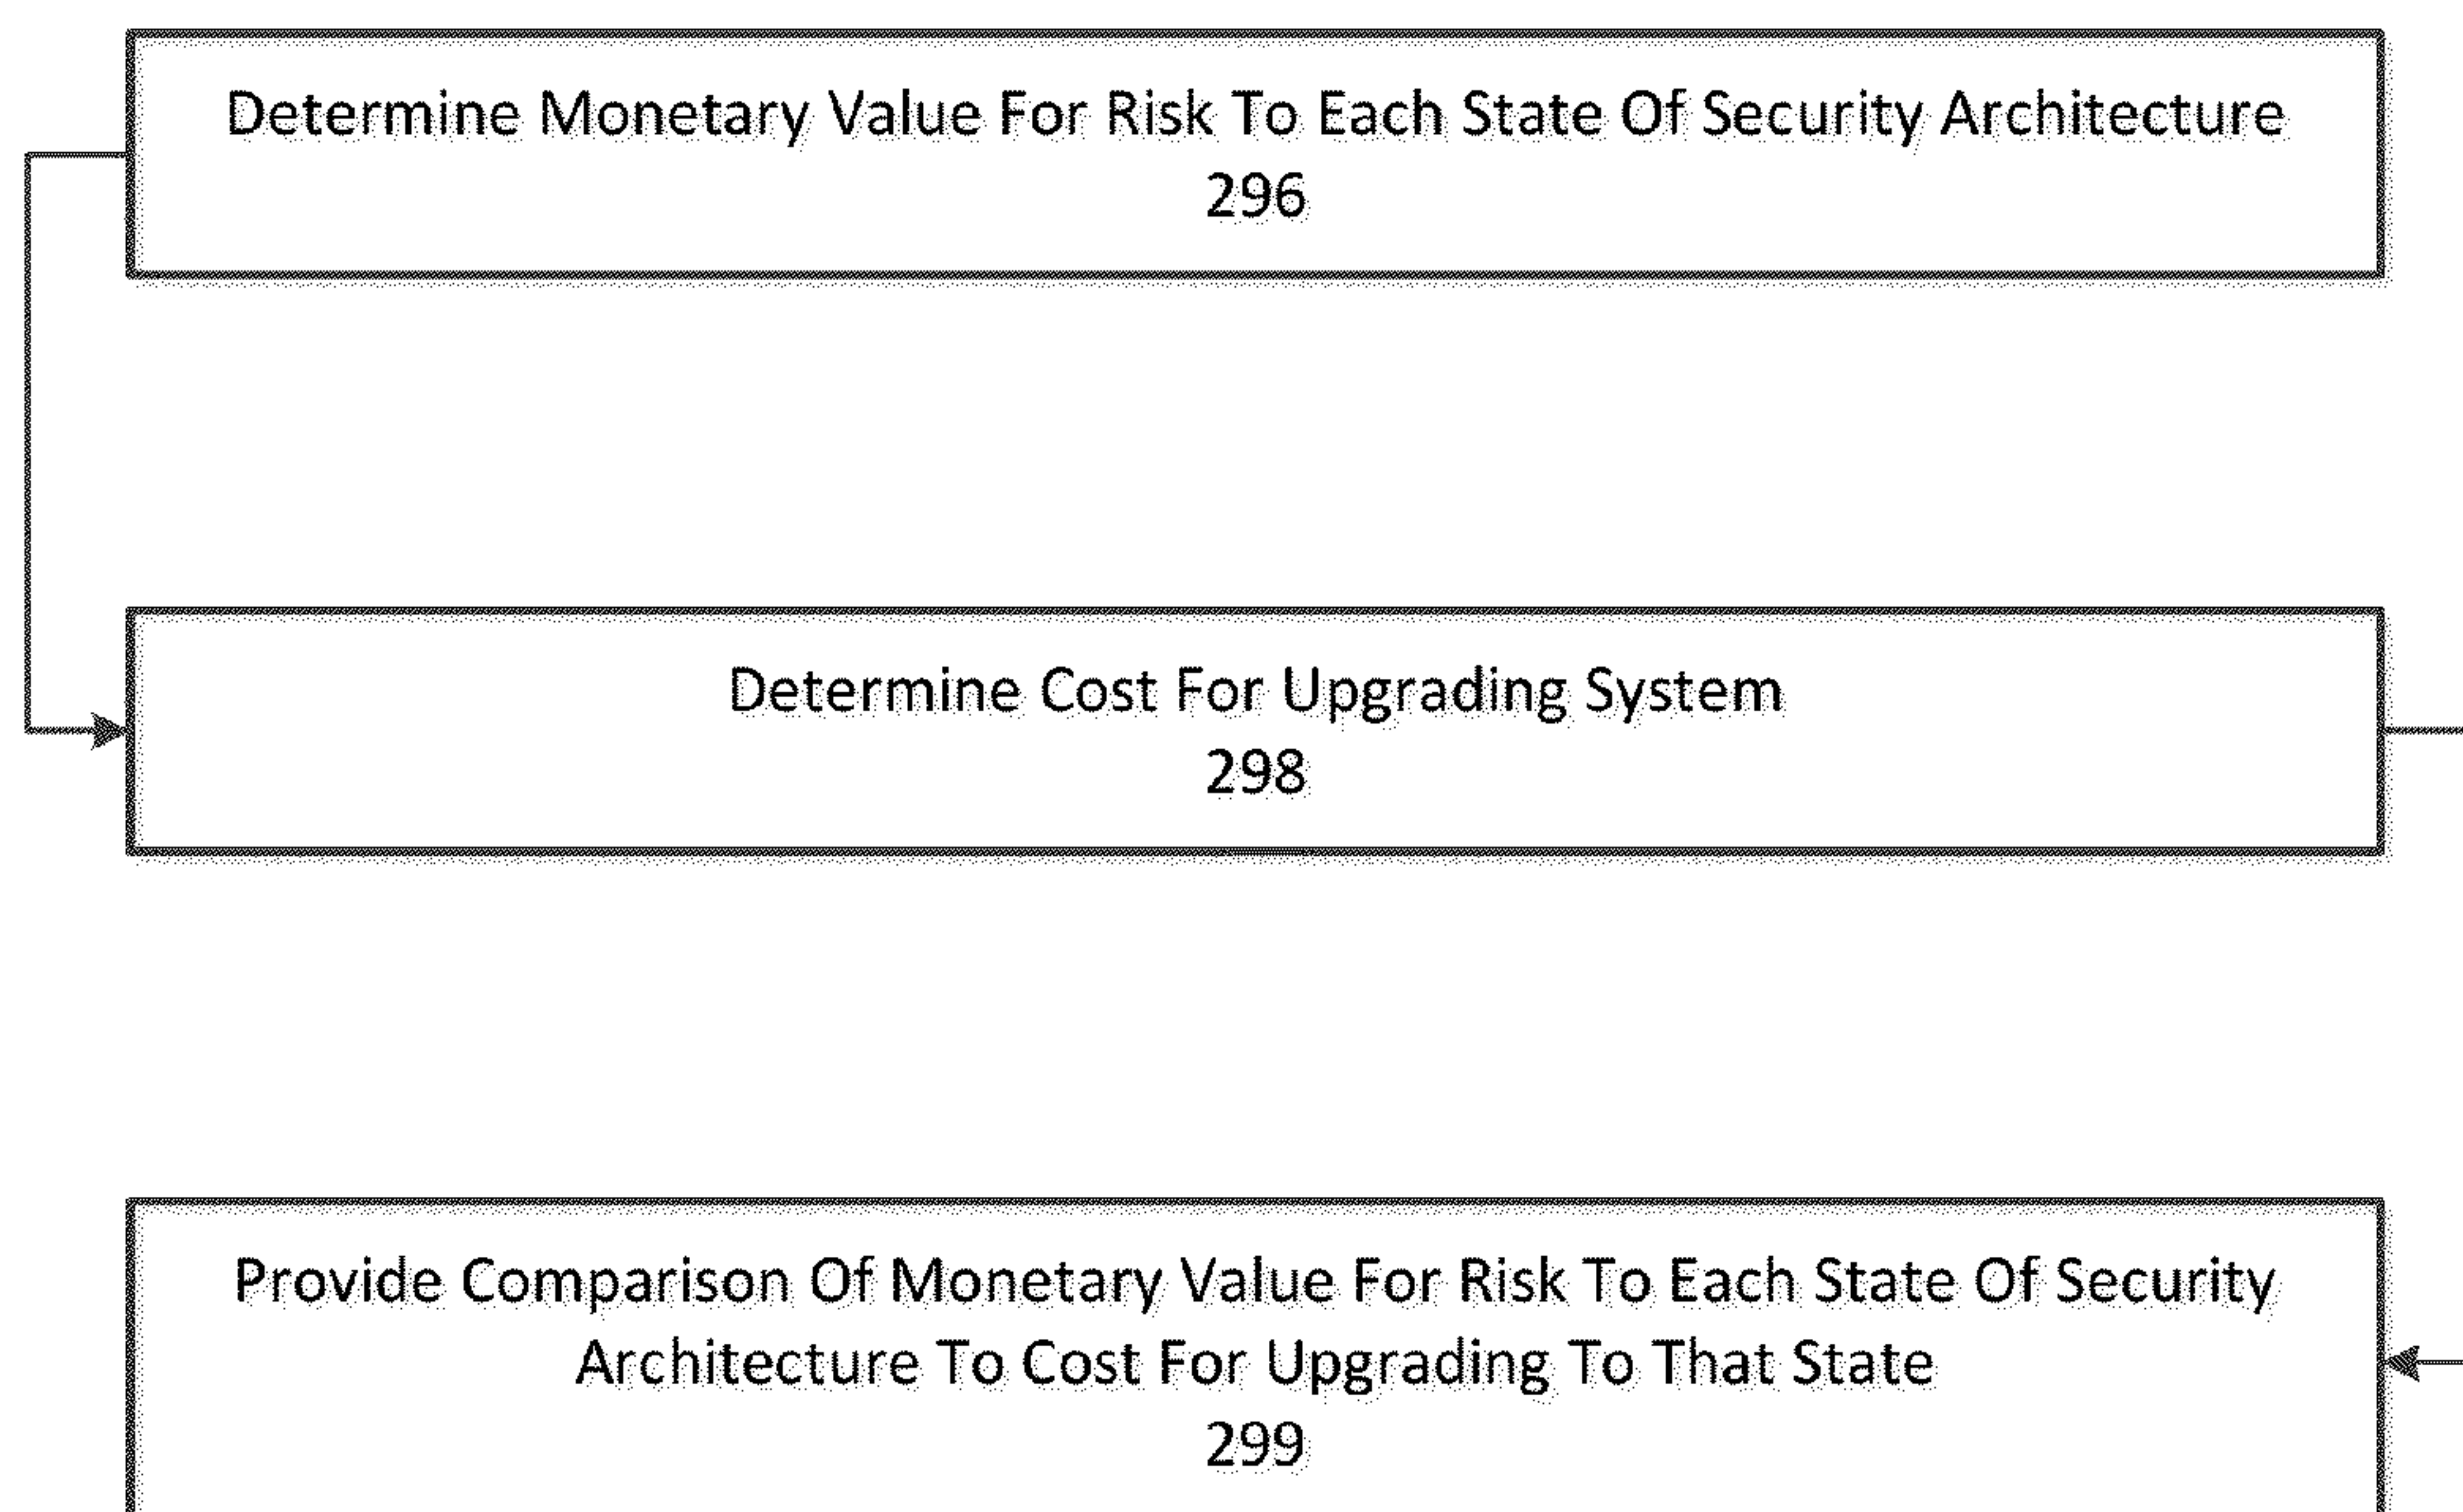 Determine Monetary Value For Risk To Each State Of Security Architecture
296
Determine Cost For Upgrading System
298
Provide Comparison Of Monetary Value For Risk To Each State Of Security
Architecture To Cost For Upgrading To That State
299